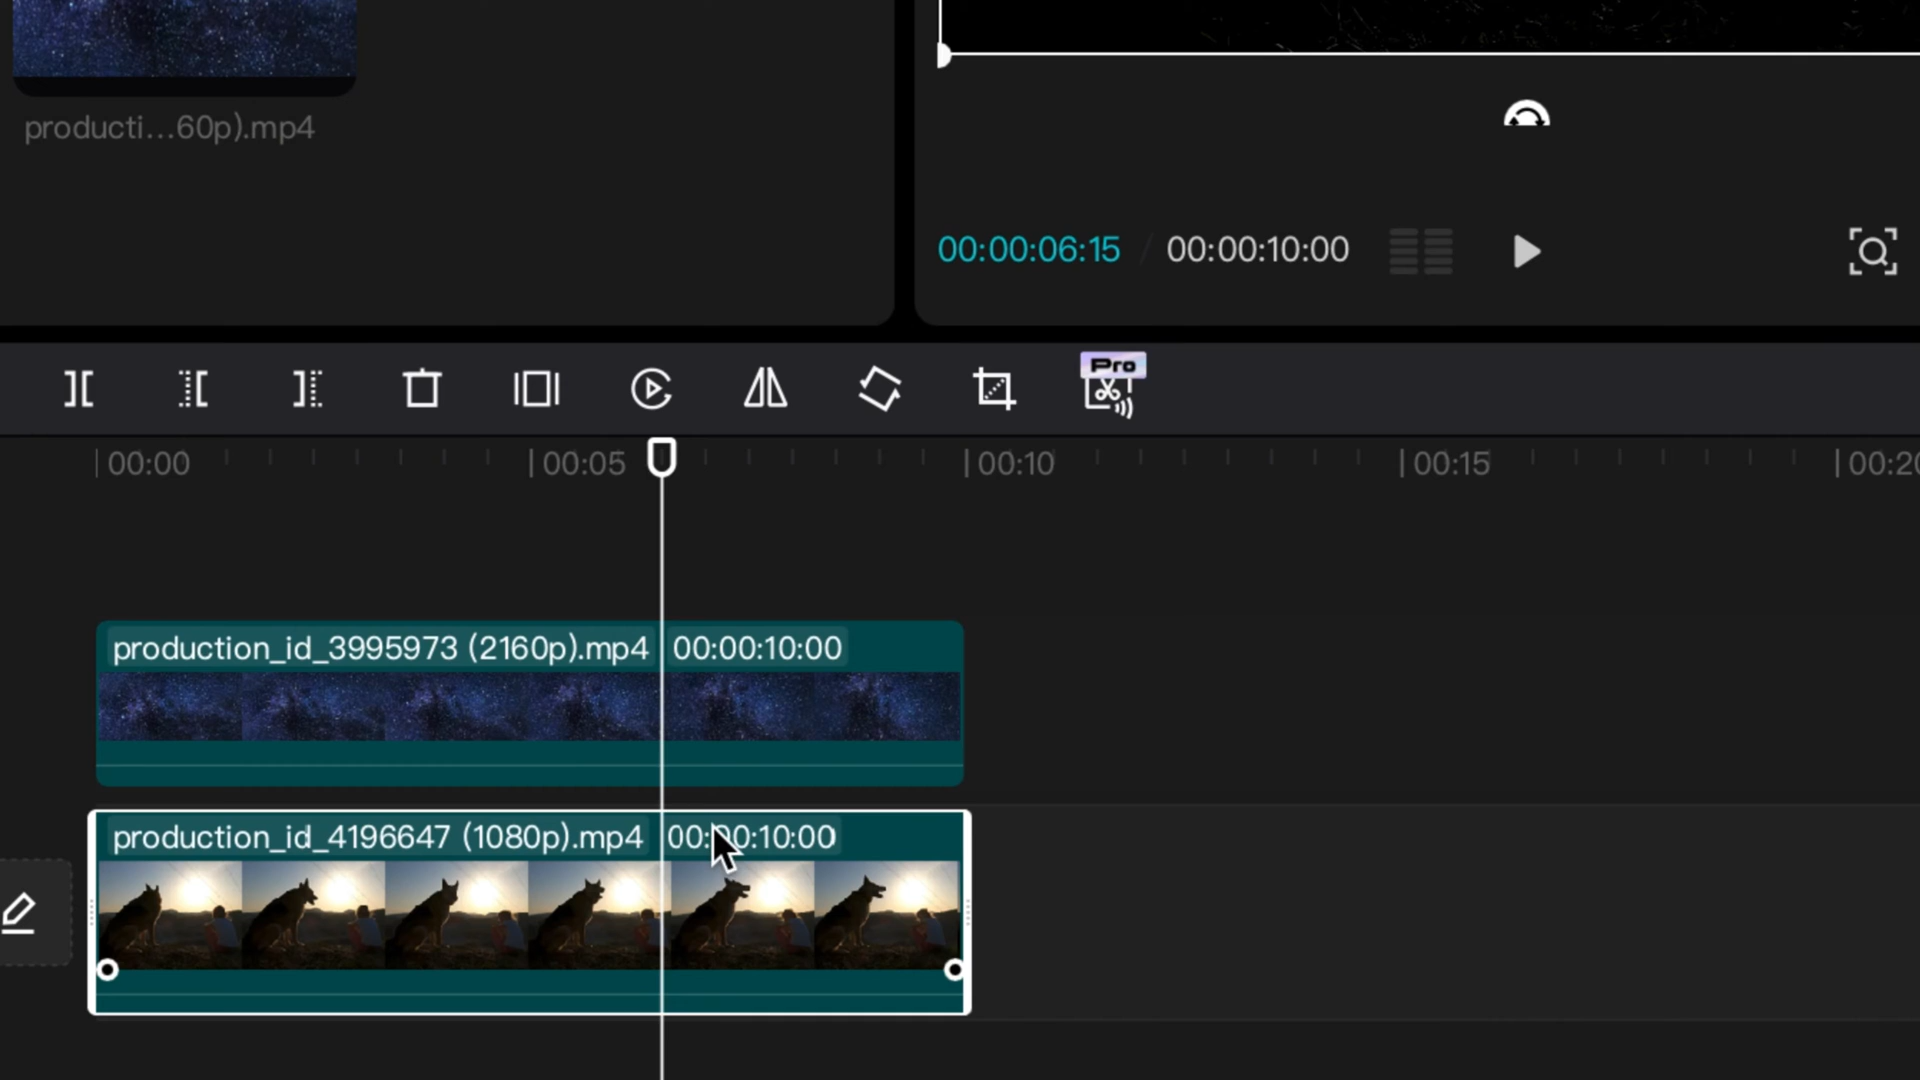 producti...60p).mp4
00:00:06:15 / 00:00:10:00
Pro
00:00 00:05 00:10 00:15 00:20
production_id_3995973 (2160p).mp4 00:00:10:00
production_id_4196647 (1080p).mp4 00:00:10:00